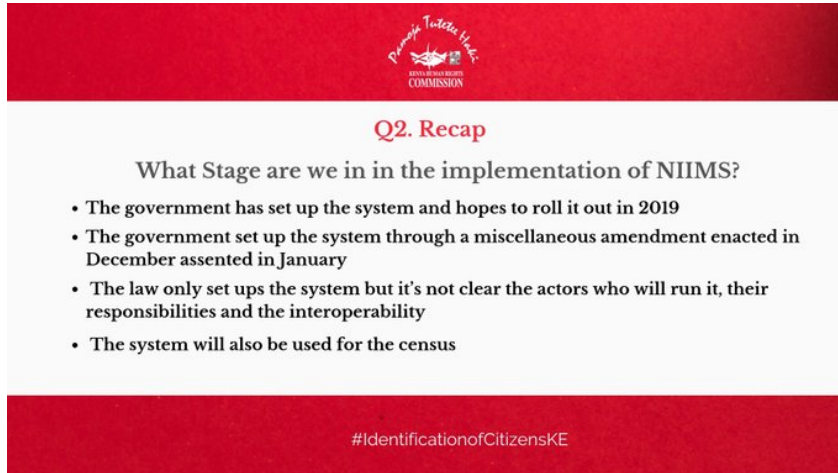 Pamoja Tutetu Haki
KENYA HUMAN RIGHTS
COMMISSION
Q2. Recap
What Stage are we in in the implementation of NIIMS?
• The government has set up the system and hopes to roll it out in 2019
• The government set up the system through a miscellaneous amendment enacted in
December assented in January
• The law only set ups the system but it's not clear the actors who will run it, their
responsibilities and the interoperability
• The system will also be used for the census
#IdentificationofCitizensKE